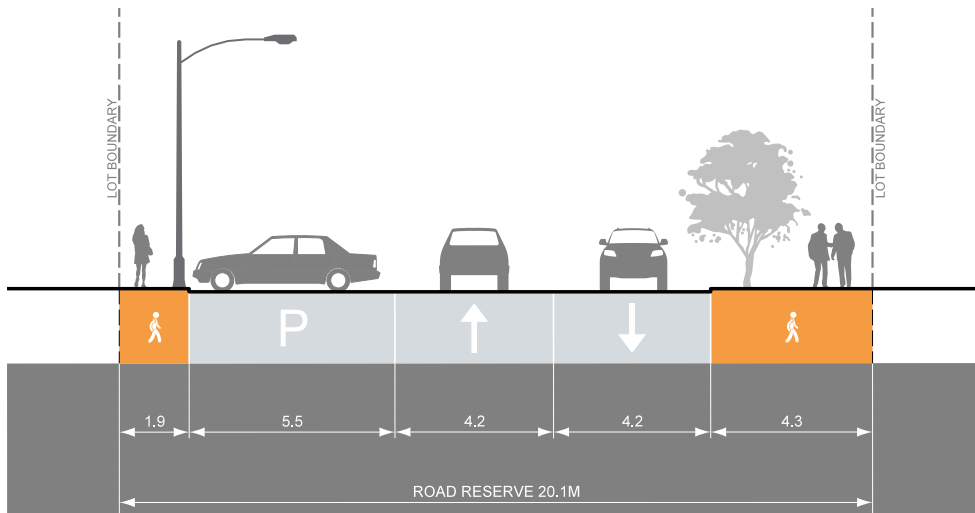 LOT BOUNDARY
LOT BOUNDARY
P
1.9
5.5
4.2
4.2
4.3
ROAD RESERVE 20.1M